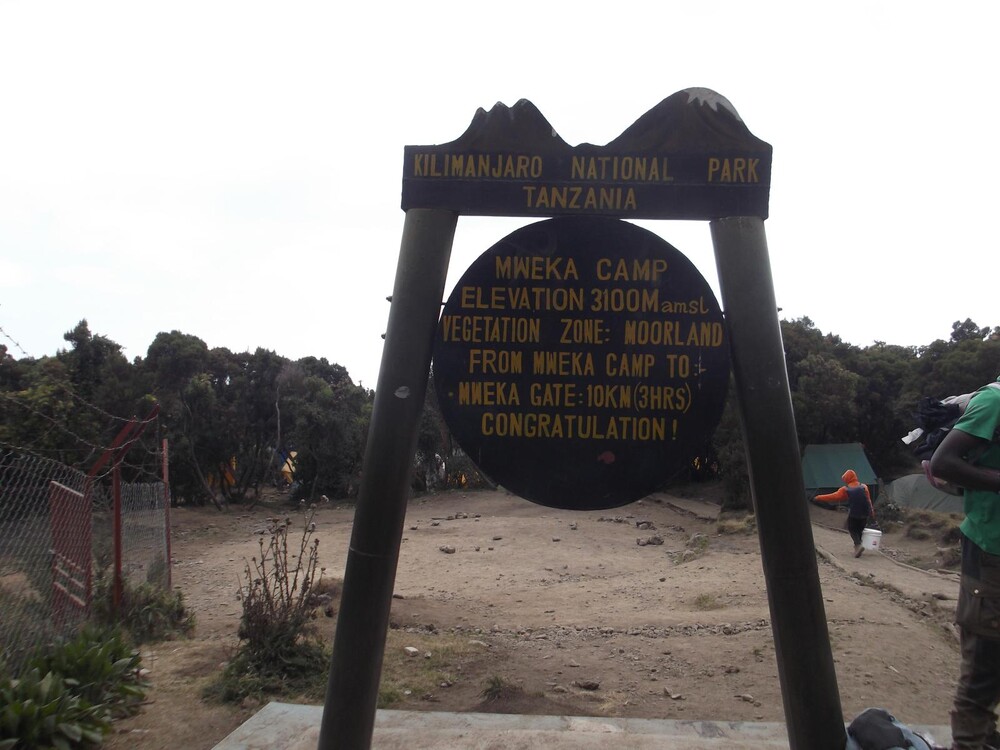 KILIMANJARO NATIONAL PARK
TANZANIA
MWEKA CAMP
ELEVATION 3100M amsl
VEGETATION ZONE: MOORLAND
FROM MWEKA CAMP TO:-
MWEKA GATE: 10KM (3HRS)
CONGRATULATION!